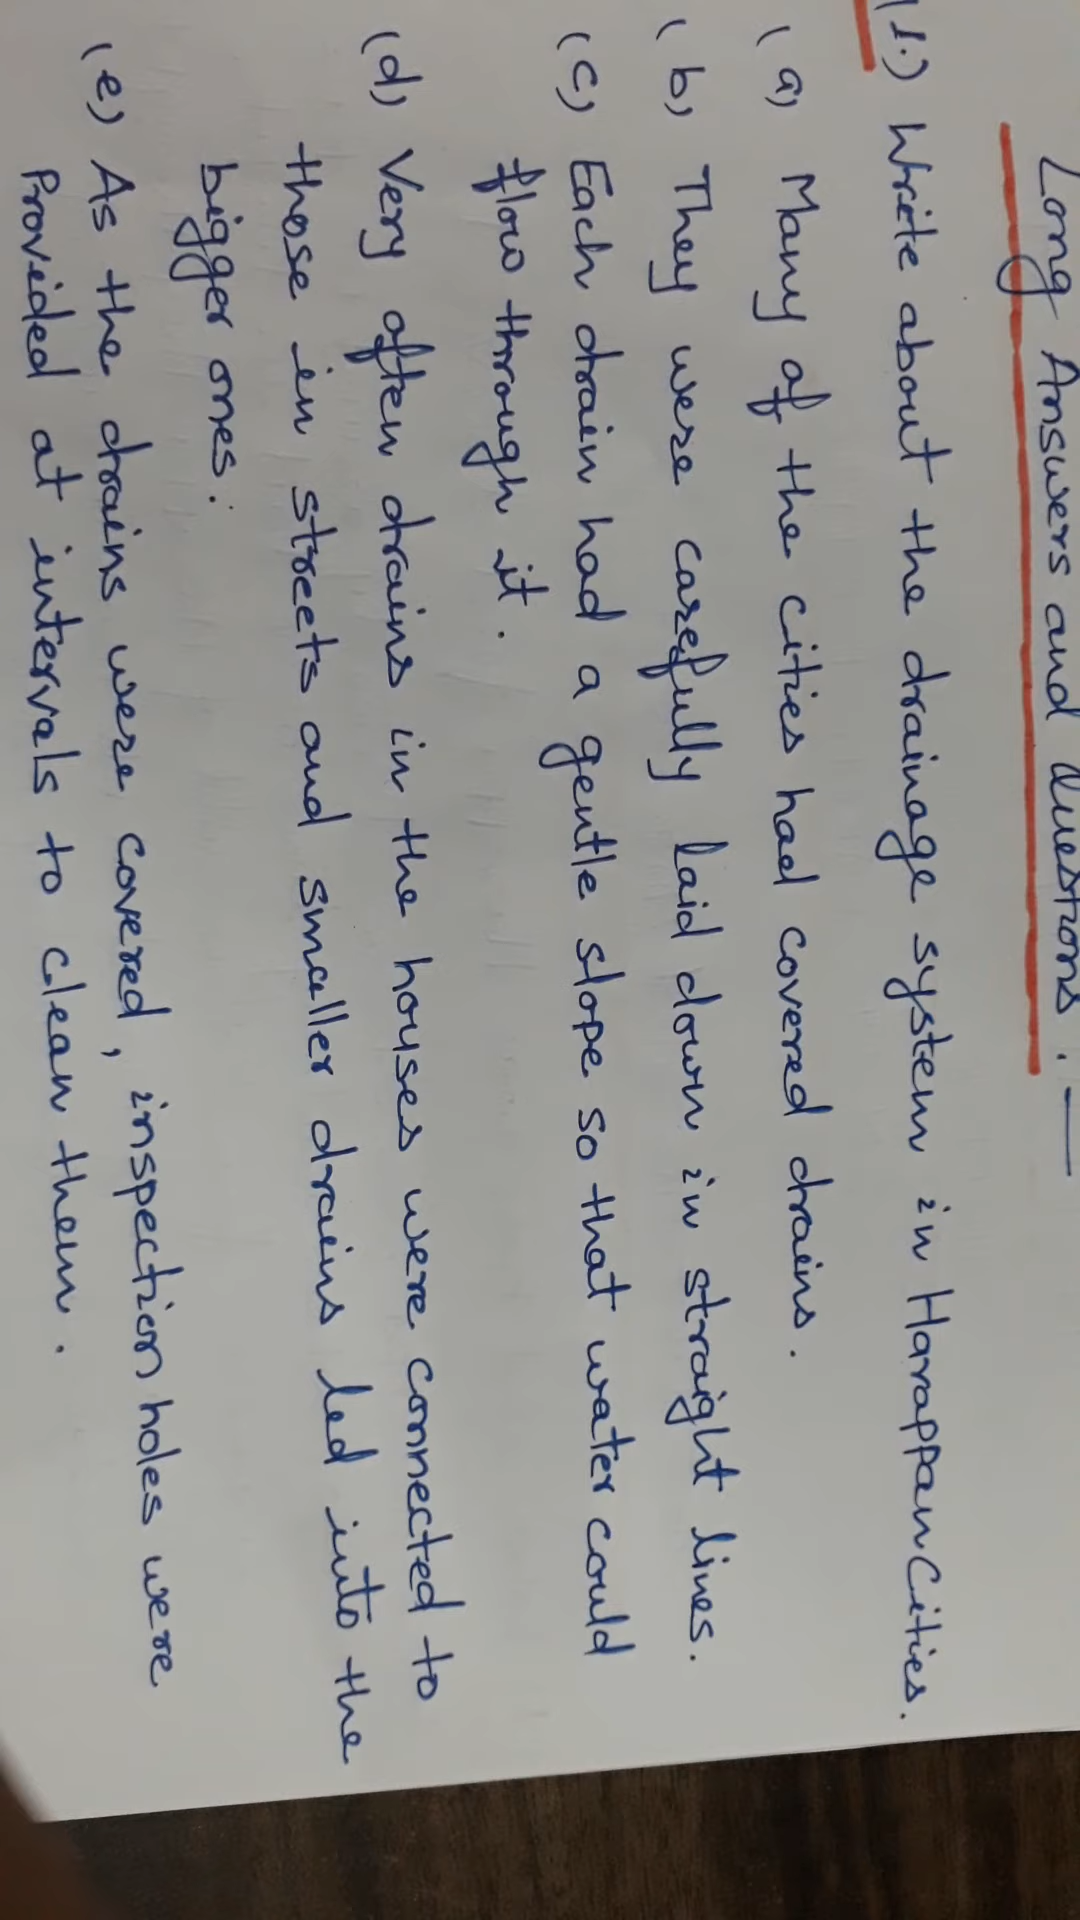 Long Answers and Questions. —
(1.) Write about the drainage system in Harappan Cities.
(a) Many of the cities had covered drains.
(b) They were carefully laid down in straight lines.
(c) Each drain had a gentle slope so that water could
flow through it.
(d) Very often drains in the houses were connected to
those in streets and smaller drains led into the
bigger ones.
(e) As the drains were covered, inspection holes were
Provided at intervals to clean them.